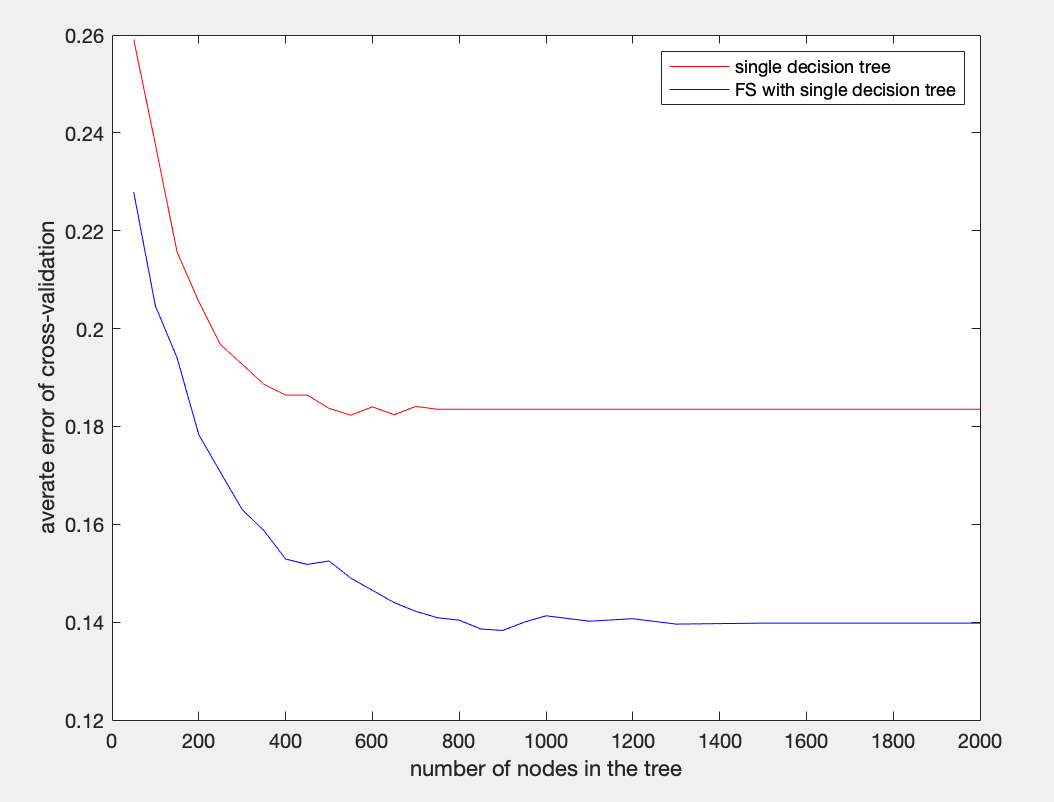 0.26
0.24
0.22
0.2
0.18
0.16
0.14
0.12
averate error of cross-validation
single decision tree
FS with single decision tree
0 200 400 600 800 1000 1200 1400 1600 1800 2000
number of nodes in the tree